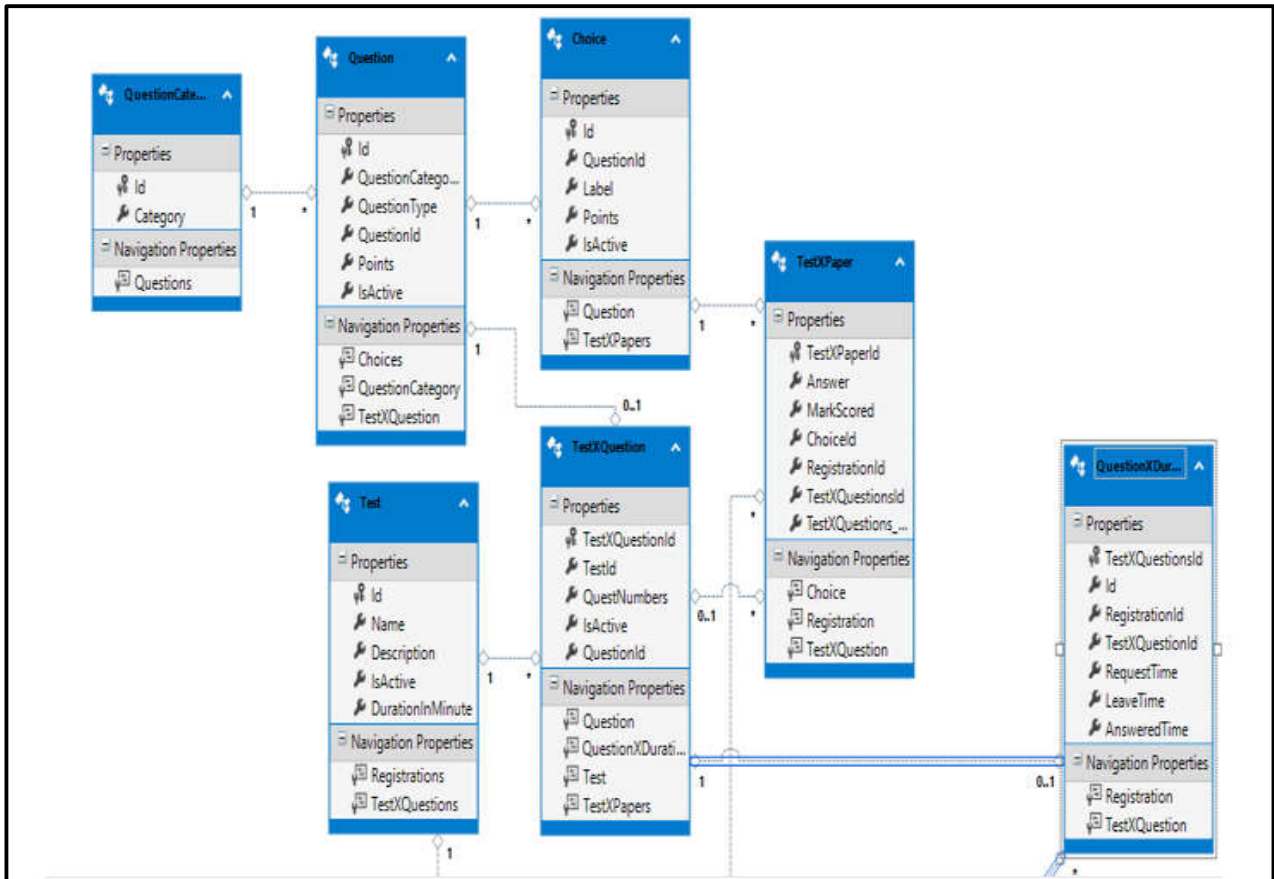 QuestionCate...
Properties
Id
Category
Navigation Properties
Questions
1
*
Question
Properties
Id
QuestionCatego...
QuestionType
QuestionId
Points
IsActive
Navigation Properties
Choices
QuestionCategory
TestXQuestion
1
*
1
0..1
Choice
Properties
Id
QuestionId
Label
Points
IsActive
Navigation Properties
Question
TestXPapers
1
*
TestXPaper
Properties
TestXPaperId
Answer
MarkScored
ChoiceId
RegistrationId
TestXQuestionsId
TestXQuestions_...
Navigation Properties
Choice
Registration
TestXQuestion
*
Test
Properties
Id
Name
Description
IsActive
DurationInMinute
Navigation Properties
Registrations
TestXQuestions
1
*
1
TestXQuestion
Properties
TestXQuestionId
TestId
QuestNumbers
IsActive
QuestionId
Navigation Properties
Question
QuestionXDurati...
Test
TestXPapers
0..1
*
1
0..1
QuestionXDur...
Properties
TestXQuestionsId
Id
RegistrationId
TestXQuestionId
RequestTime
LeaveTime
AnsweredTime
Navigation Properties
Registration
TestXQuestion
*